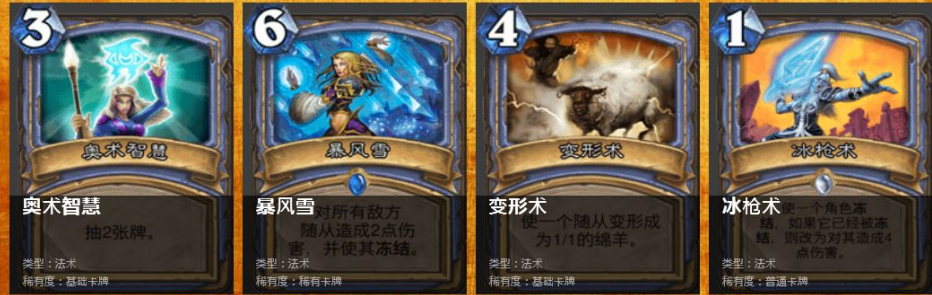 3
奥术智慧
抽2张牌。
奥术智慧
类型：法术
稀有度：基础卡牌
6
暴风雪
对所有敌方
随从造成2点伤
害，并使其冻结。
暴风雪
类型：法术
稀有度：稀有卡牌
4
变形术
使一个随从变形成
为1/1的绵羊。
变形术
类型：法术
稀有度：基础卡牌
1
冰枪术
使一个角色冻
结，如果它已经被冻
结，则改为对其造成4
点伤害。
冰枪术
类型：法术
稀有度：普通卡牌